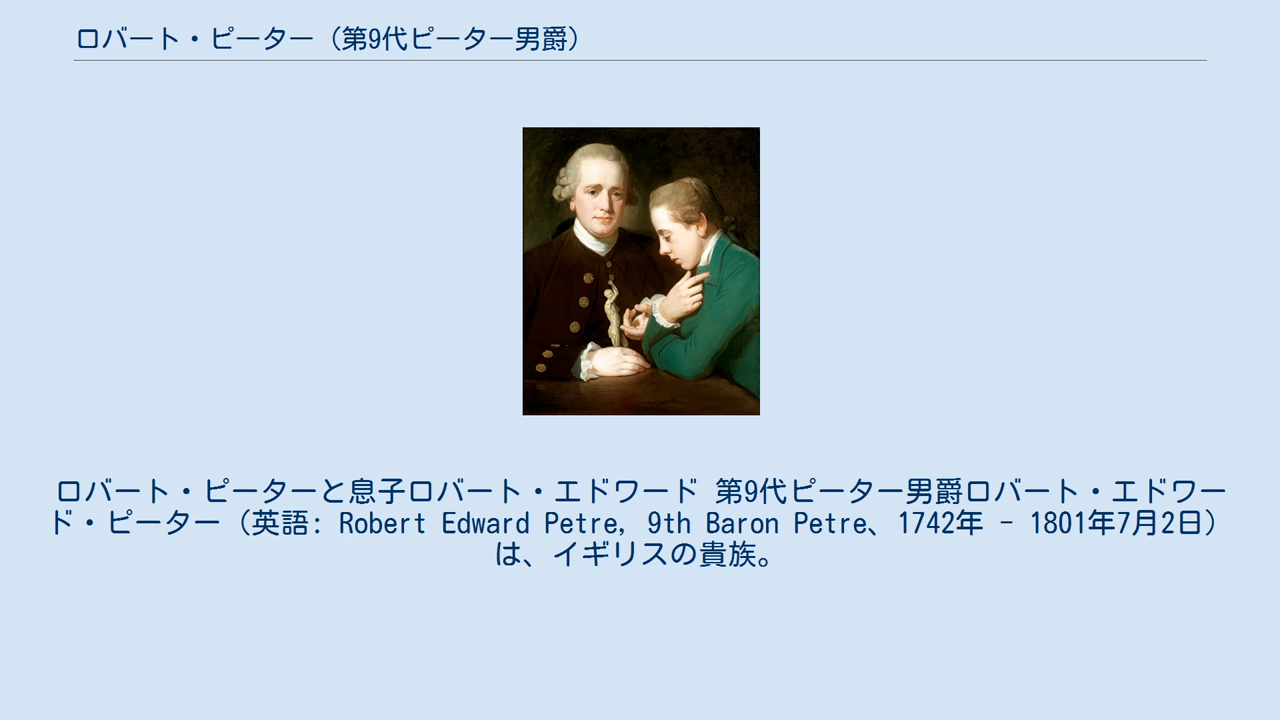 ロバート・ピーター（第9代ピーター男爵）
ロバート・ピーターと息子ロバート・エドワード 第9代ピーター男爵ロバート・エドワー
ド・ピーター（英語: Robert Edward Petre, 9th Baron Petre、1742年 - 1801年7月2日）
は、イギリスの貴族。